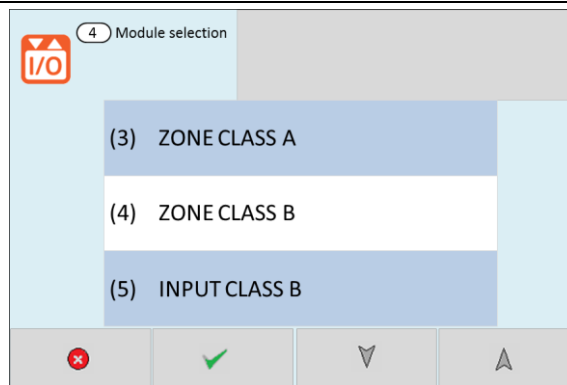 4 Module selection
I/O
(3) ZONE CLASS A
(4) ZONE CLASS B
(5) INPUT CLASS B